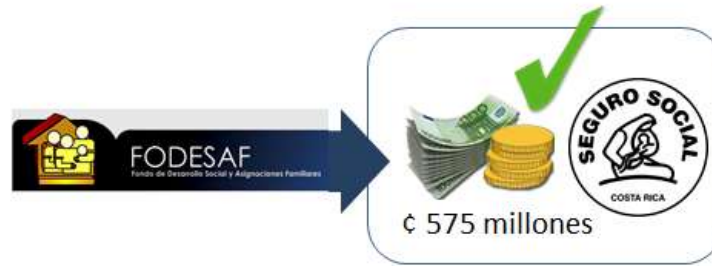 FODESAF
Fondo de Desarrollo Social y Asignaciones Familiares
SEGURO SOCIAL
COSTA RICA
¢ 575 millones